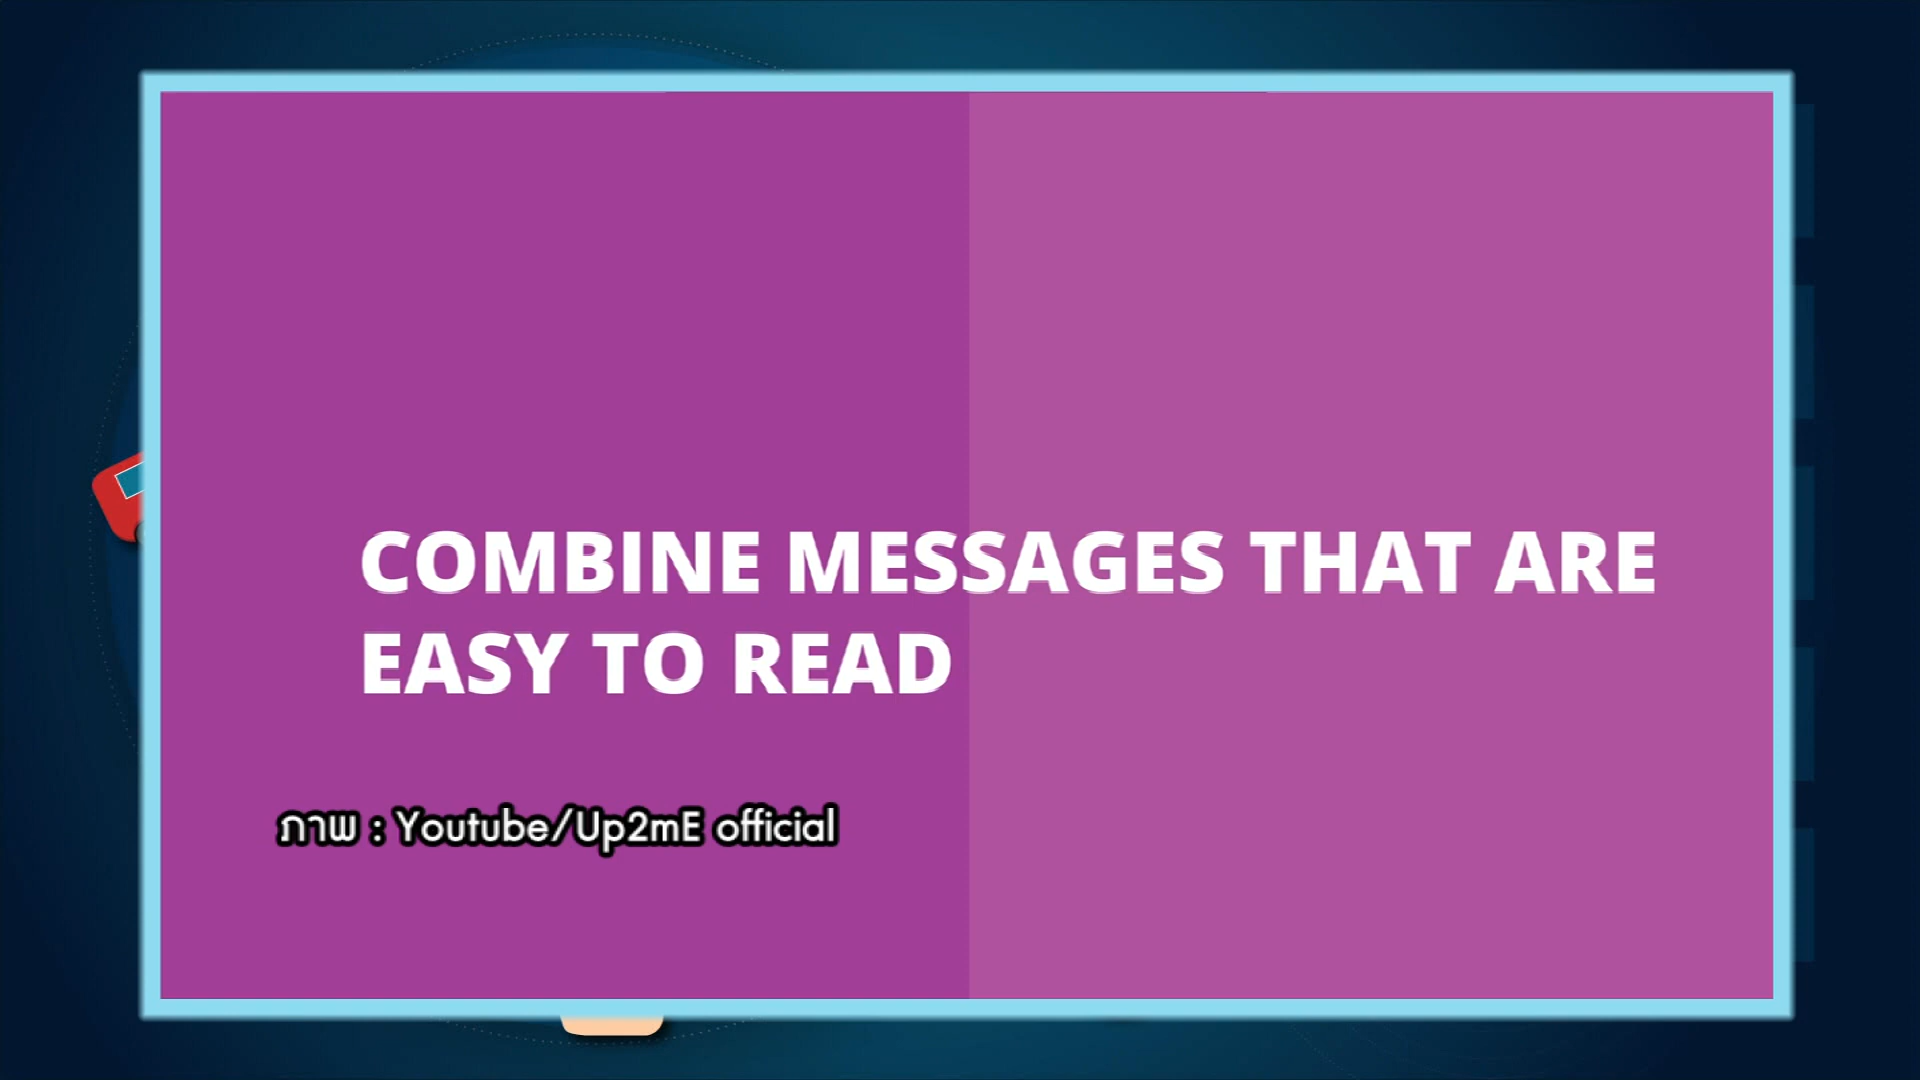 COMBINE MESSAGES THAT ARE
EASY TO READ
ภาพ : Youtube/Up2mE official